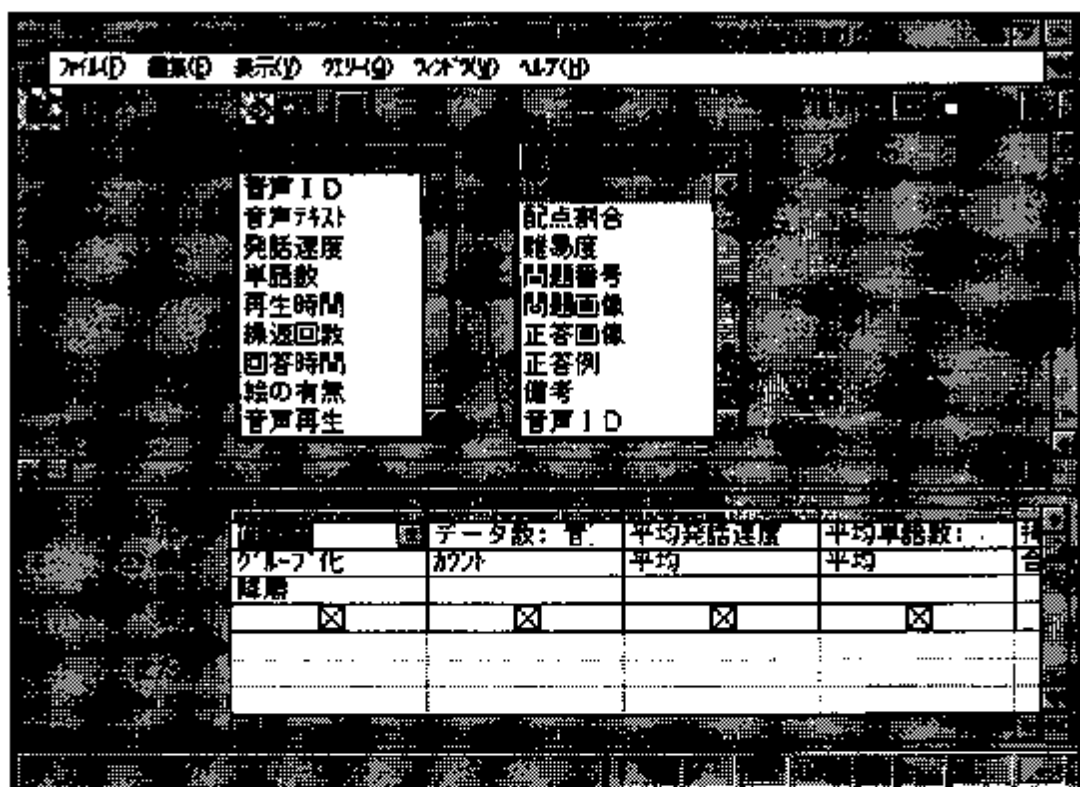 ファイル(F) 編集(E) 表示(V) クエリー(Q) ウィンドウ(W) ヘルプ(H)
音声ID
音声テキスト
発話速度
単語数
再生時間
繰返回数
回答時間
絵の有無
音声再生
配点割合
難易度
問題番号
問題画像
正答画像
正答例
備考
音声ID
データ数: 音 平均発話速度 平均単語数:
グループ化 カウント 平均 平均 合
降順